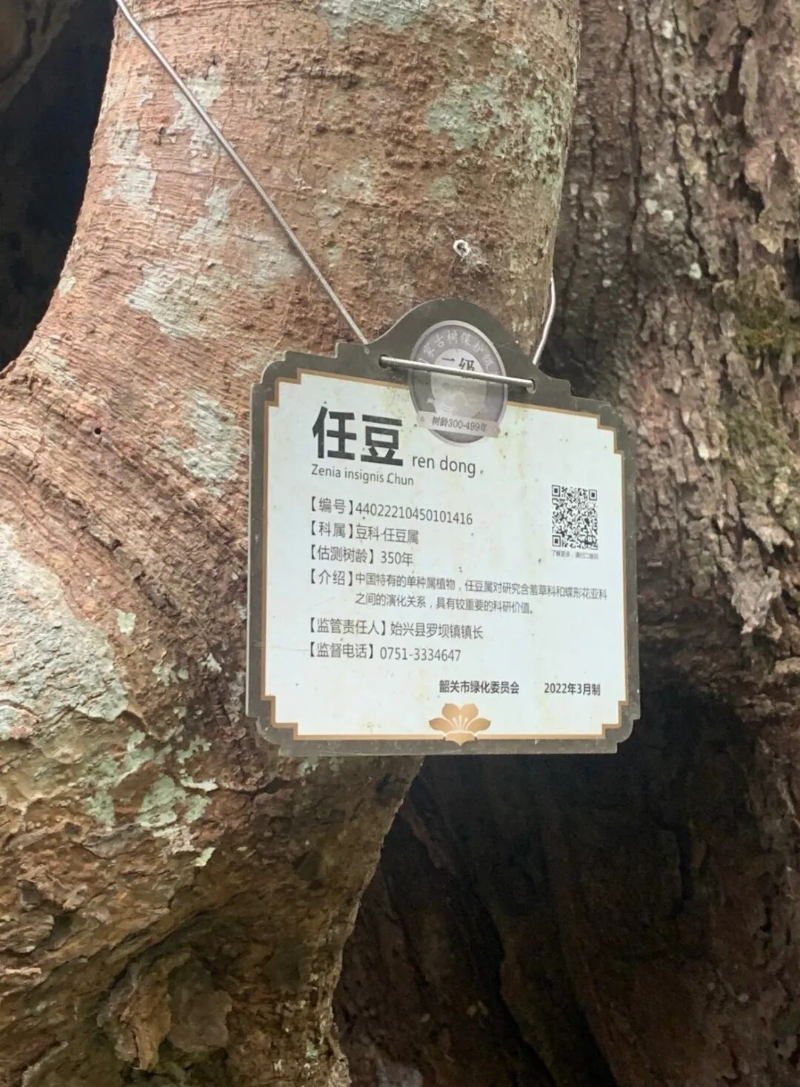 二级
树龄300-499年
任豆 ren dong
Zenia insignis Chun
【编号】44022210450101416
【科属】豆科·任豆属
【估测树龄】350年
【介绍】中国特有的单种属植物，任豆属对研究含羞草科和蝶形花亚科
之间的演化关系，具有较重要的科研价值。
【监管责任人】始兴县罗坝镇镇长
【监督电话】0751-3334647
韶关市绿化委员会 2022年3月制